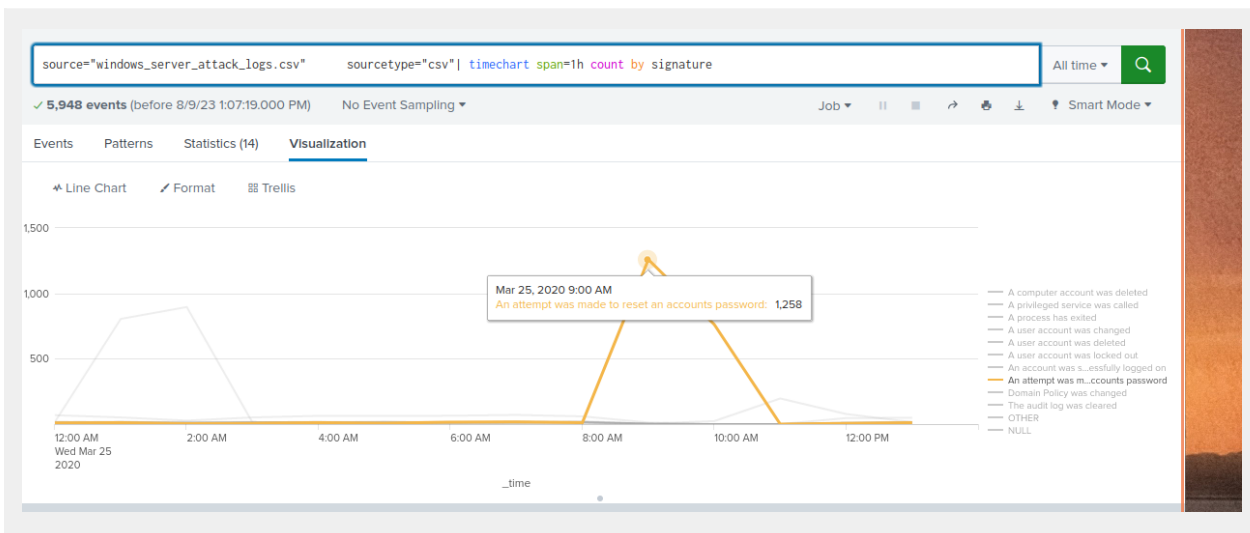 source="windows_server_attack_logs.csv" sourcetype="csv"| timechart span=1h count by signature
All time
5,948 events (before 8/9/23 1:07:19.000 PM) No Event Sampling Job Smart Mode
Events Patterns Statistics (14) Visualization
Line Chart Format Trellis
1,500
1,000
500
Mar 25, 2020 9:00 AM
An attempt was made to reset an accounts password: 1,258
A computer account was deleted
A privileged service was called
A process has exited
A user account was changed
A user account was deleted
A user account was locked out
An account was s...essfully logged on
An attempt was m...ccounts password
Domain Policy was changed
The audit log was cleared
OTHER
NULL
12:00 AM 2:00 AM 4:00 AM 6:00 AM 8:00 AM 10:00 AM 12:00 PM
Wed Mar 25
2020
_time